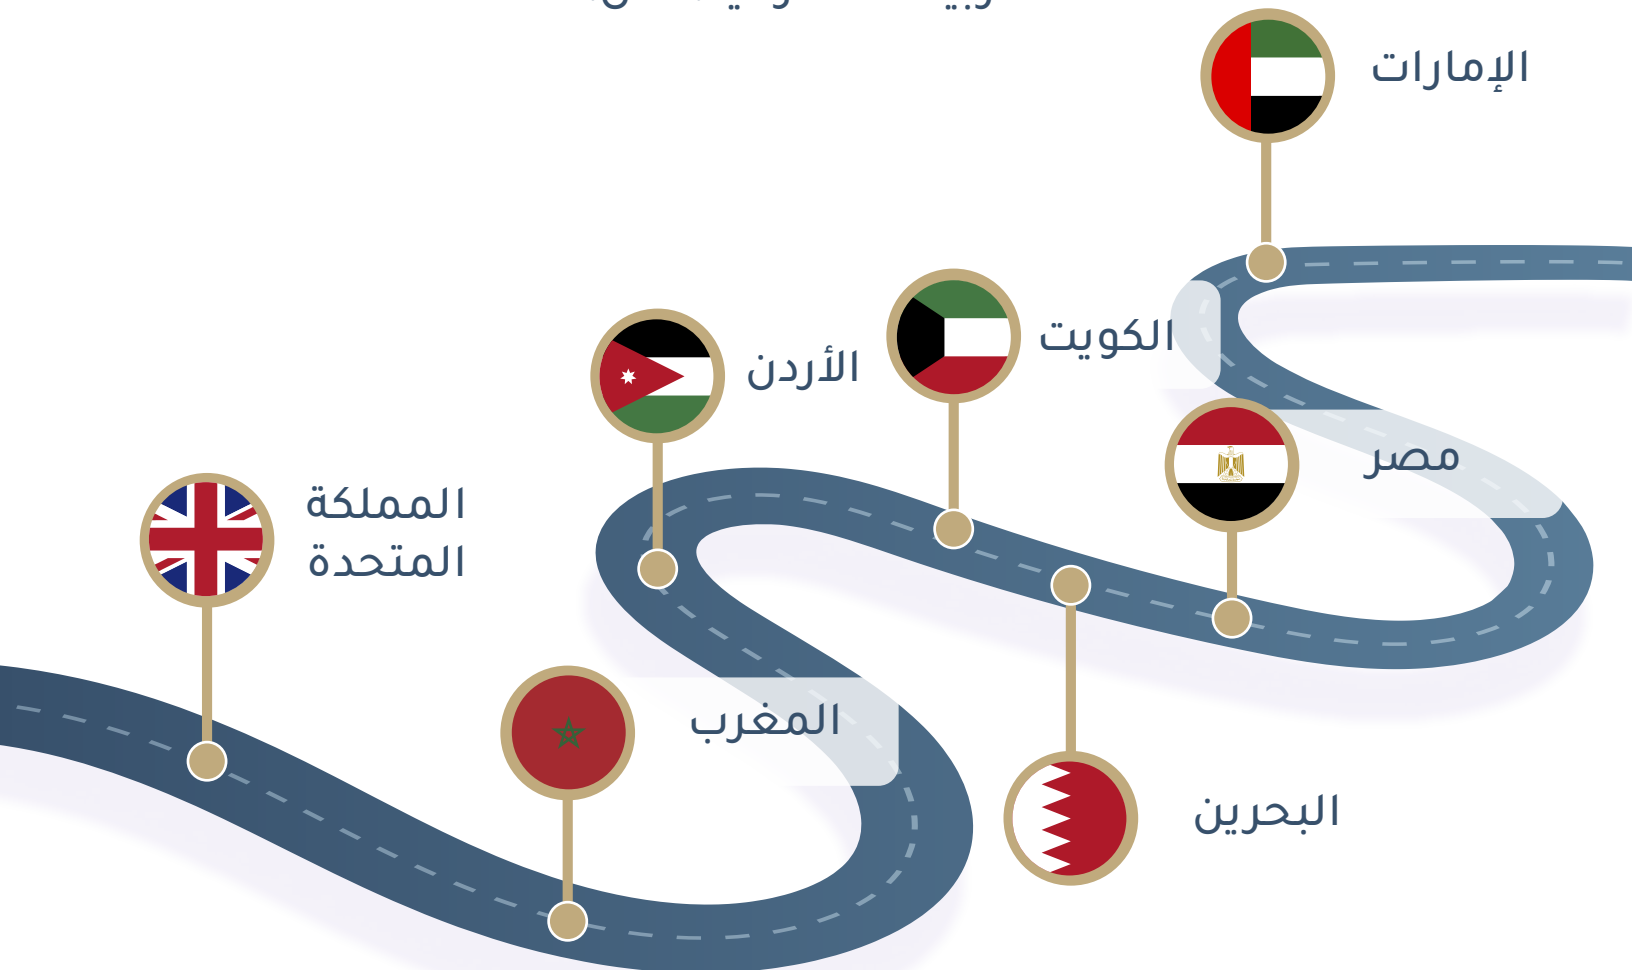 الإمارات
الكويت
الأردن
مصر
المملكة
المتحدة
المغرب
البحرين